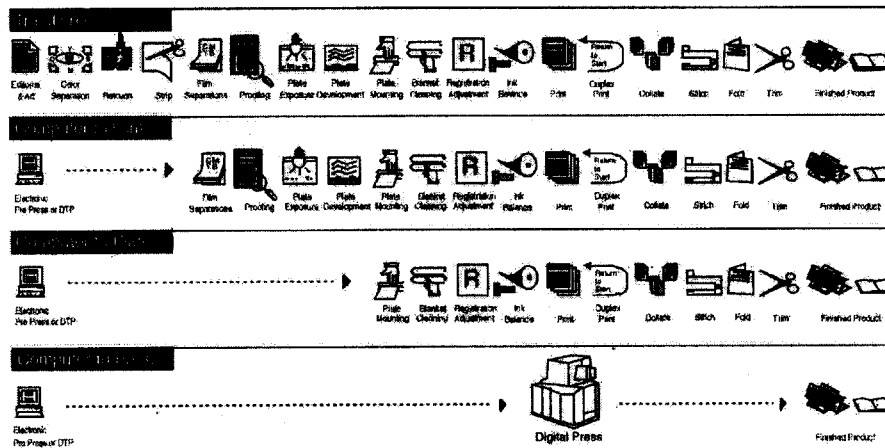 Editorial Color Retouch Strip Film Proofing Plate Plate Plate Blanket Registration Ink Print Duplex Collate Stitch Fold Trim Finished Product
& Art Separation Separations Exposure Development Mounting Cleaning Adjustment Balance Print
R
Return
to
Start
Electronic
Pre Press or DTP
Film Proofing Plate Plate Plate Blanket Registration Ink Print Duplex Collate Stitch Fold Trim Finished Product
Separations Exposure Development Mounting Cleaning Adjustment Balance Print
R
Return
to
Start
Electronic
Pre Press or DTP
Plate Blanket Registration Ink Print Duplex Collate Stitch Fold Trim Finished Product
Mounting Cleaning Adjustment Balance Print
R
Return
to
Start
Computer to
Electronic
Pre Press or DTP
Digital Press
Finished Product